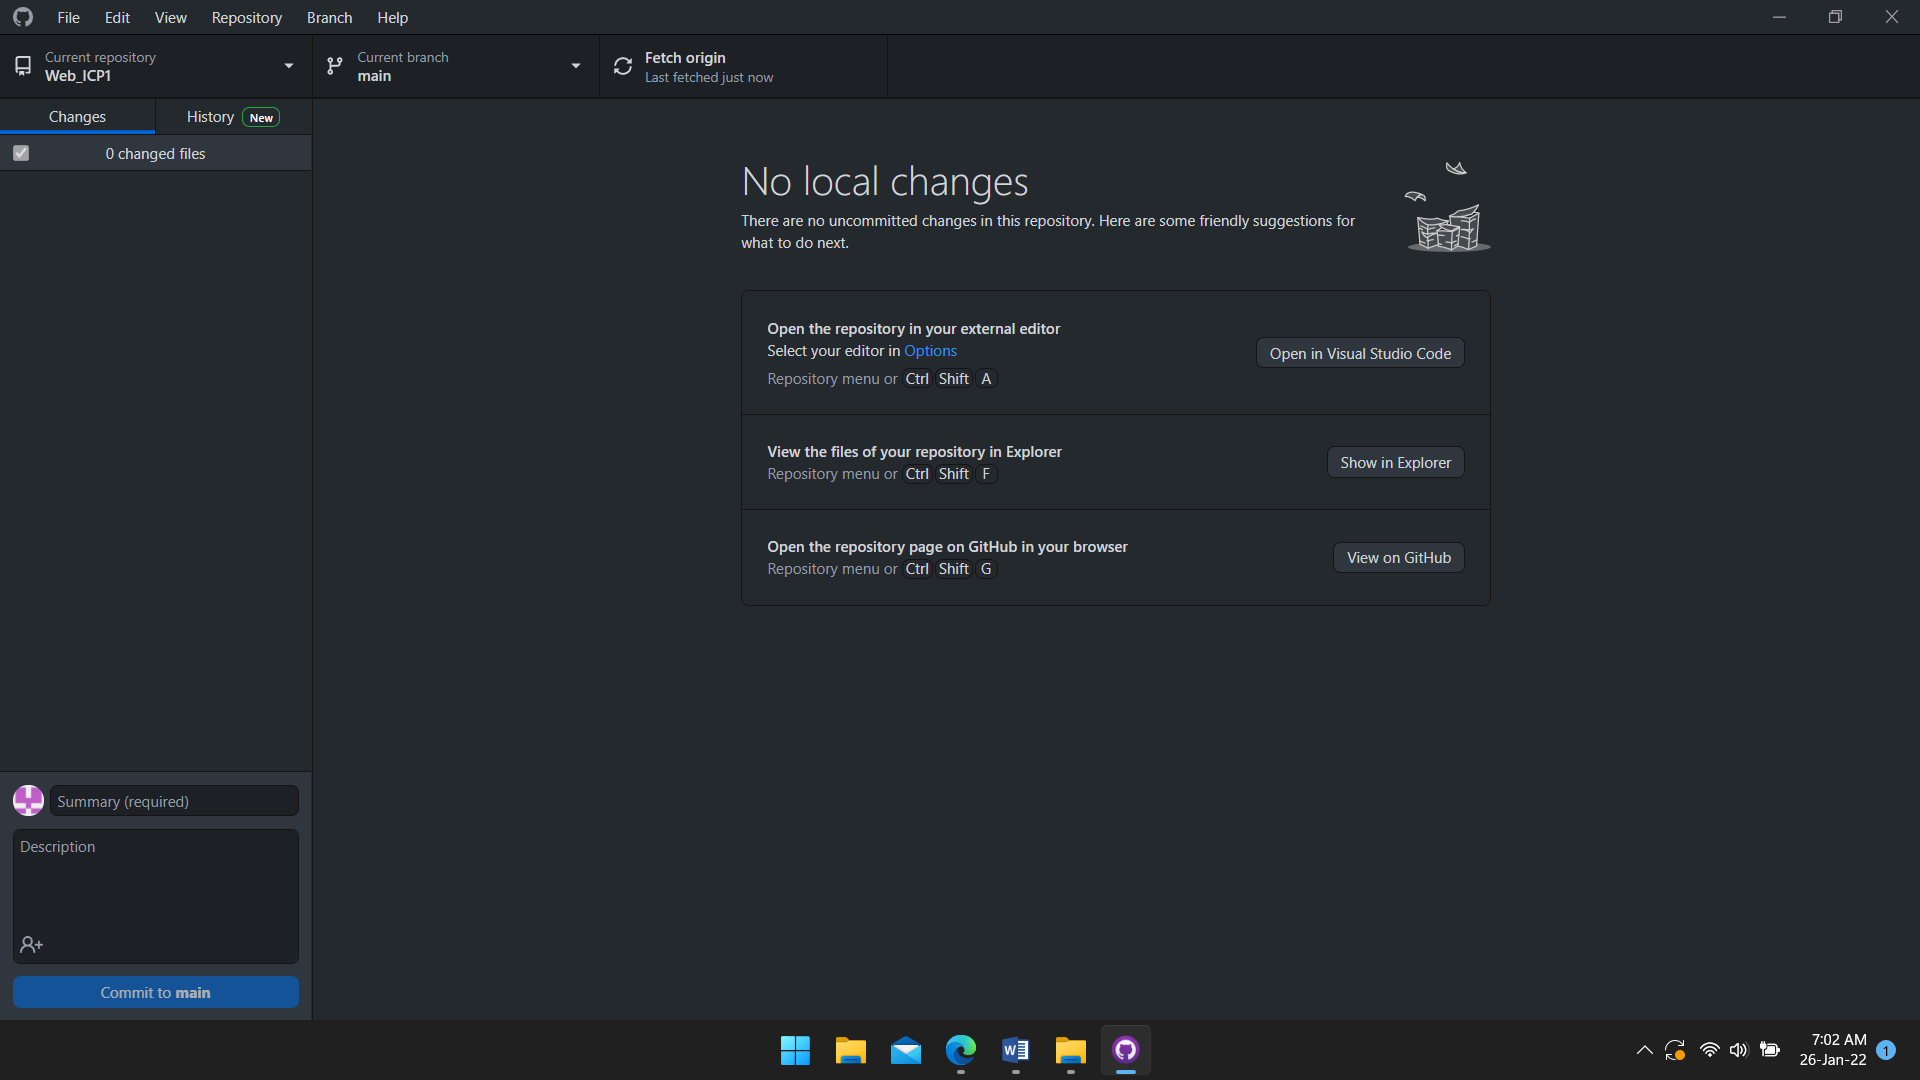 File Edit View Repository Branch Help
Current repository
Web_ICP1
Current branch
main
Fetch origin
Last fetched just now
Changes
History New
0 changed files
No local changes
There are no uncommitted changes in this repository. Here are some friendly suggestions for
what to do next.
Open the repository in your external editor
Select your editor in Options
Repository menu or Ctrl Shift A
Open in Visual Studio Code
View the files of your repository in Explorer
Repository menu or Ctrl Shift F
Show in Explorer
Open the repository page on GitHub in your browser
Repository menu or Ctrl Shift G
View on GitHub
Summary (required)
Description
Commit to main
7:02 AM
26-Jan-22
1